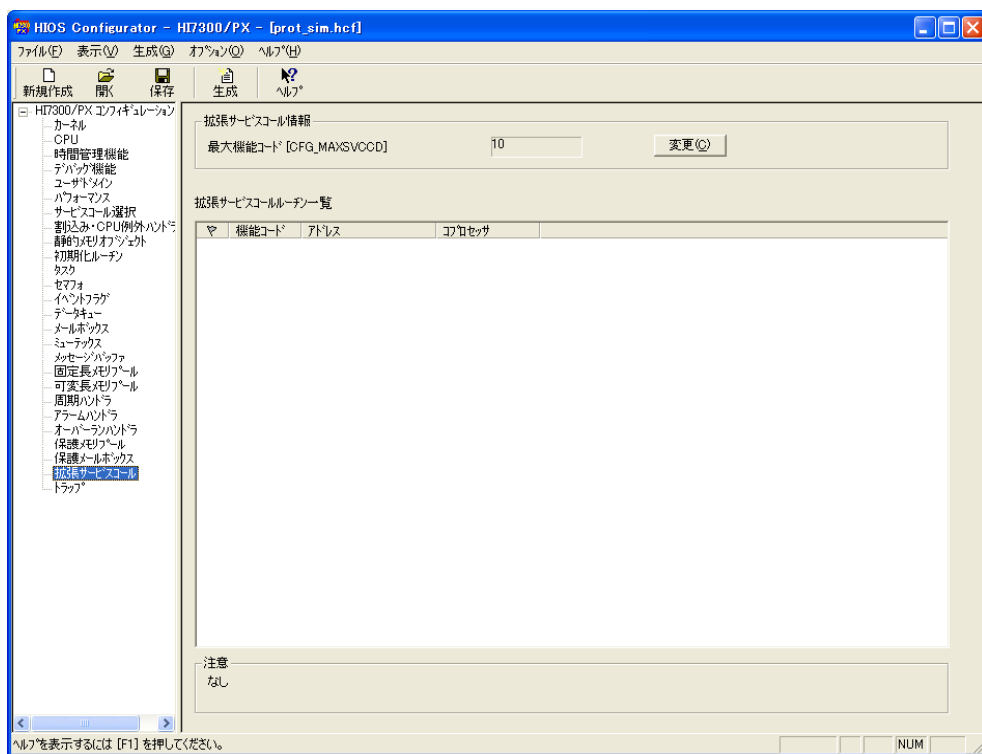 HIOS Configurator - HI7300/PX - [prot_sim.hcf]
ﾌｧｲﾙ(F) 表示(V) 生成(G) ｵﾌﾟｼｮﾝ(O) ﾍﾙﾌﾟ(H)
新規作成 開く 保存 生成 ﾍﾙﾌﾟ
HI7300/PX ｺﾝﾌｨｷﾞｭﾚｰｼｮﾝ
ｶｰﾈﾙ
CPU
時間管理機能
ﾃﾞﾊﾞｯｸﾞ機能
ﾕｰｻﾞﾄﾞﾒｲﾝ
ﾊﾟﾌｫｰﾏﾝｽ
ｻｰﾋﾞｽｺｰﾙ選択
割込み・CPU例外ﾊﾝﾄﾞﾗ
静的ﾒﾓﾘｵﾌﾞｼﾞｪｸﾄ
初期化ﾙｰﾁﾝ
ﾀｽｸ
ｾﾏﾌｫ
ｲﾍﾞﾝﾄﾌﾗｸﾞ
ﾃﾞｰﾀｷｭｰ
ﾒｰﾙﾎﾞｯｸｽ
ﾐｭｰﾃｯｸｽ
ﾒｯｾｰｼﾞﾊﾞｯﾌｧ
固定長ﾒﾓﾘﾌﾟｰﾙ
可変長ﾒﾓﾘﾌﾟｰﾙ
周期ﾊﾝﾄﾞﾗ
ｱﾗｰﾑﾊﾝﾄﾞﾗ
ｵｰﾊﾞｰﾗﾝﾊﾝﾄﾞﾗ
保護ﾒﾓﾘﾌﾟｰﾙ
保護ﾒｰﾙﾎﾞｯｸｽ
拡張ｻｰﾋﾞｽｺｰﾙ
ﾄﾗｯﾌﾟ
拡張ｻｰﾋﾞｽｺｰﾙ情報
最大機能ｺｰﾄﾞ[CFG_MAXSVCCD] 10 変更(C)
拡張ｻｰﾋﾞｽｺｰﾙﾙｰﾁﾝ一覧
機能ｺｰﾄﾞ ｱﾄﾞﾚｽ ｺﾌﾟﾛｾｯｻ
注意
なし
ﾍﾙﾌﾟを表示するには [F1] を押してください。 NUM